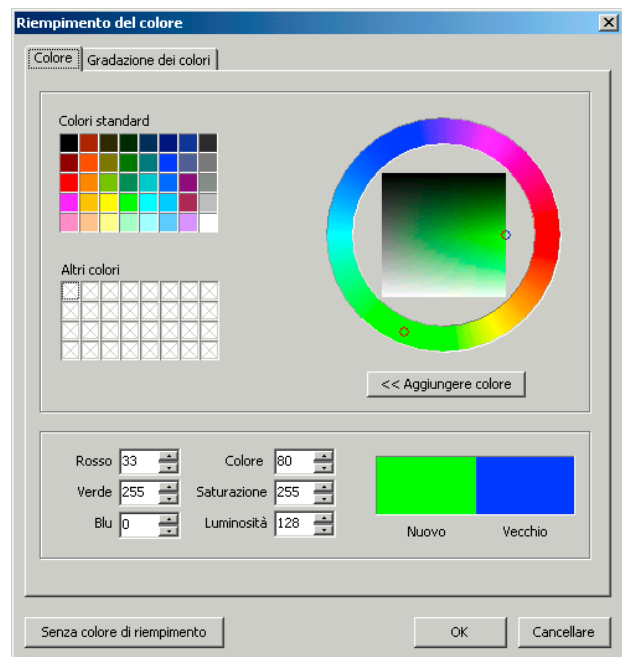 Riempimento del colore
Colore Gradazione dei colori
Colori standard
Altri colori
<< Aggiungere colore
Rosso 33 Colore 80
Verde 255 Saturazione 255
Blu 0 Luminosità 128
Nuovo Vecchio
Senza colore di riempimento OK Cancellare